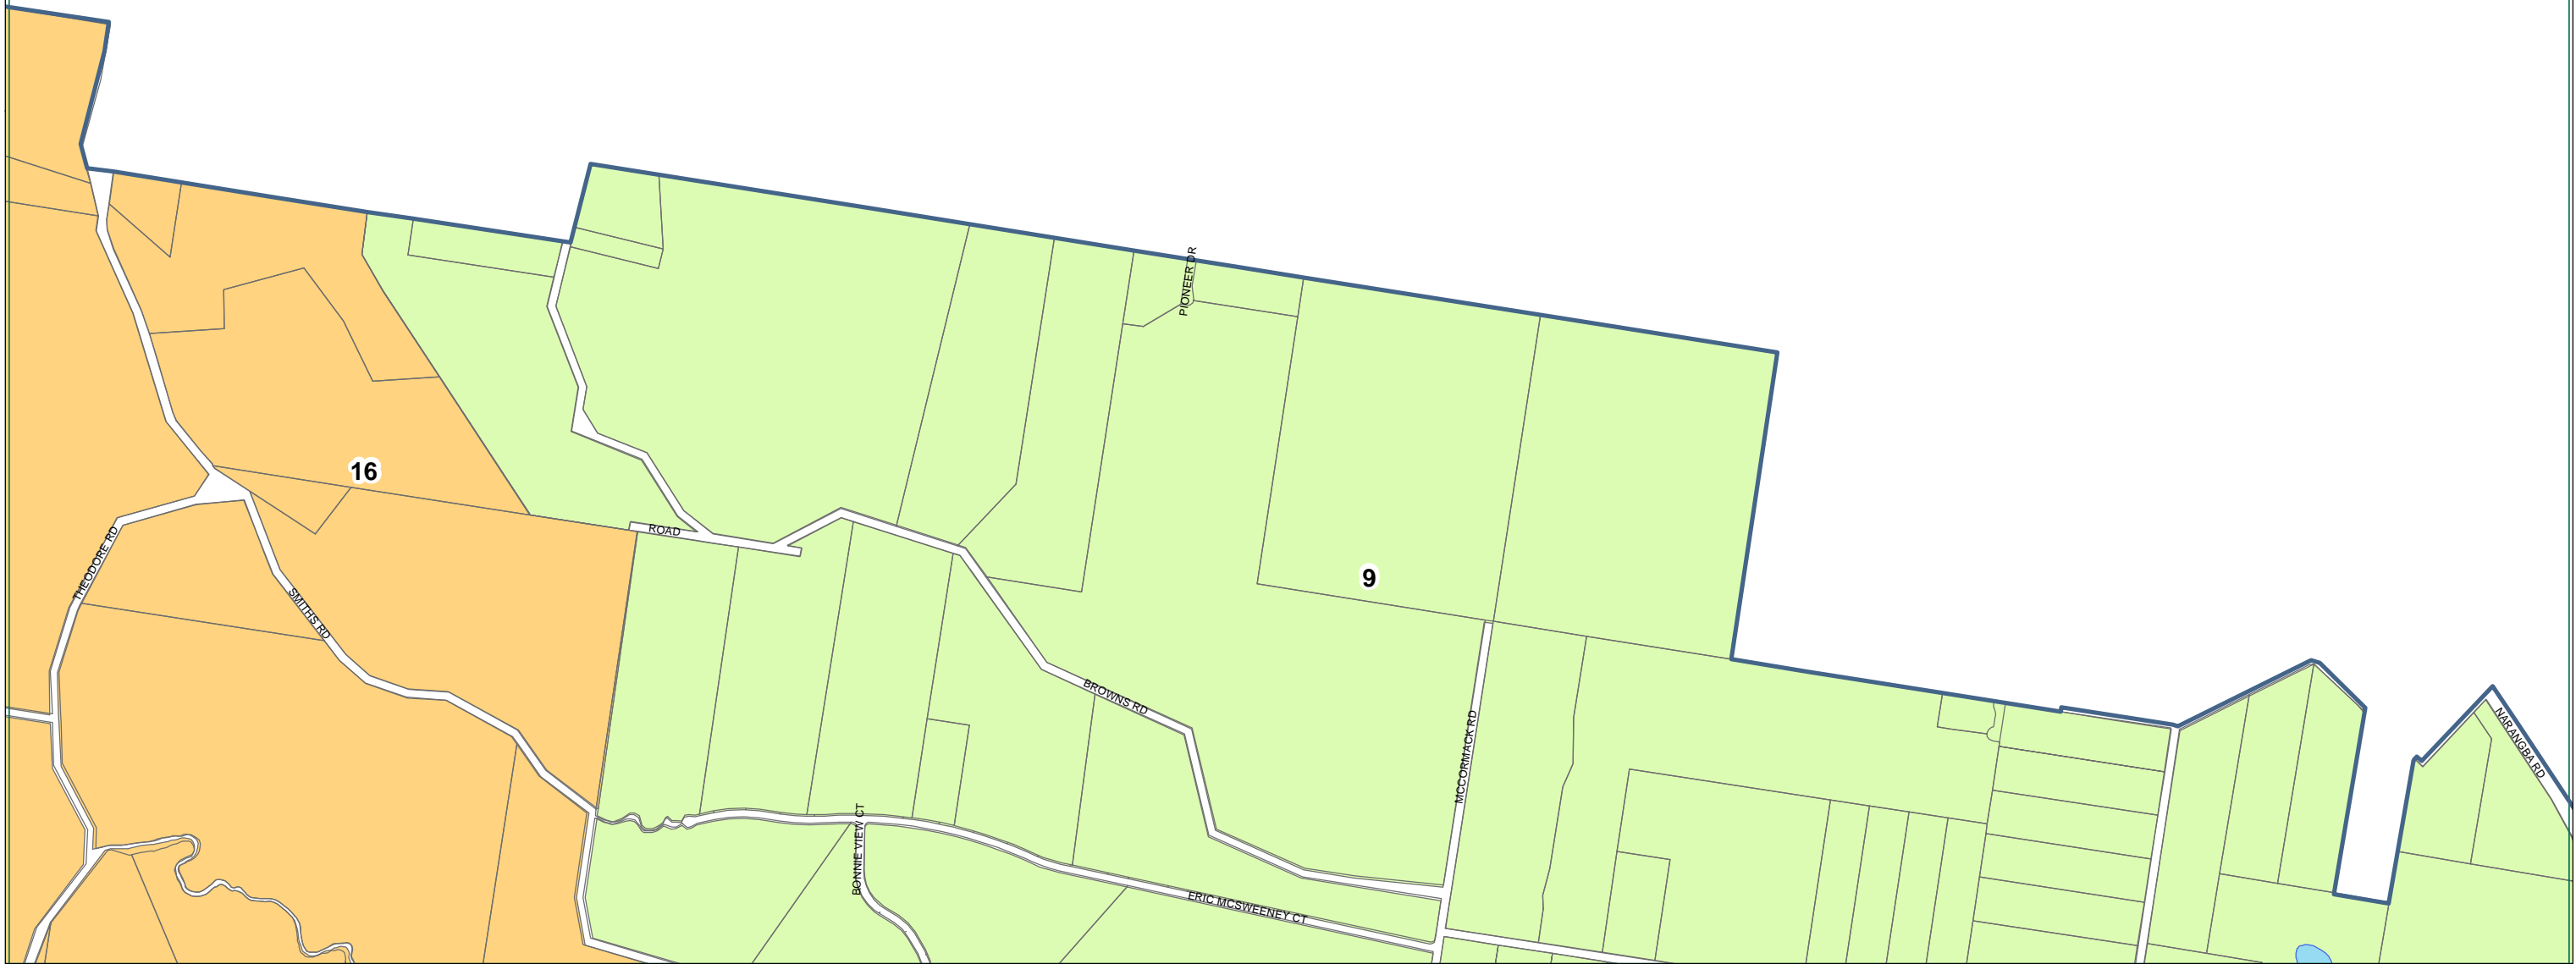 PIONEER DR
16
ROAD
THEODORE RD
9
SMITHS RD
BROWNS RD
MCCORMACK RD
NARANGBA RD
BONNIE VIEW CT
ERIC MCSWEENEY CT